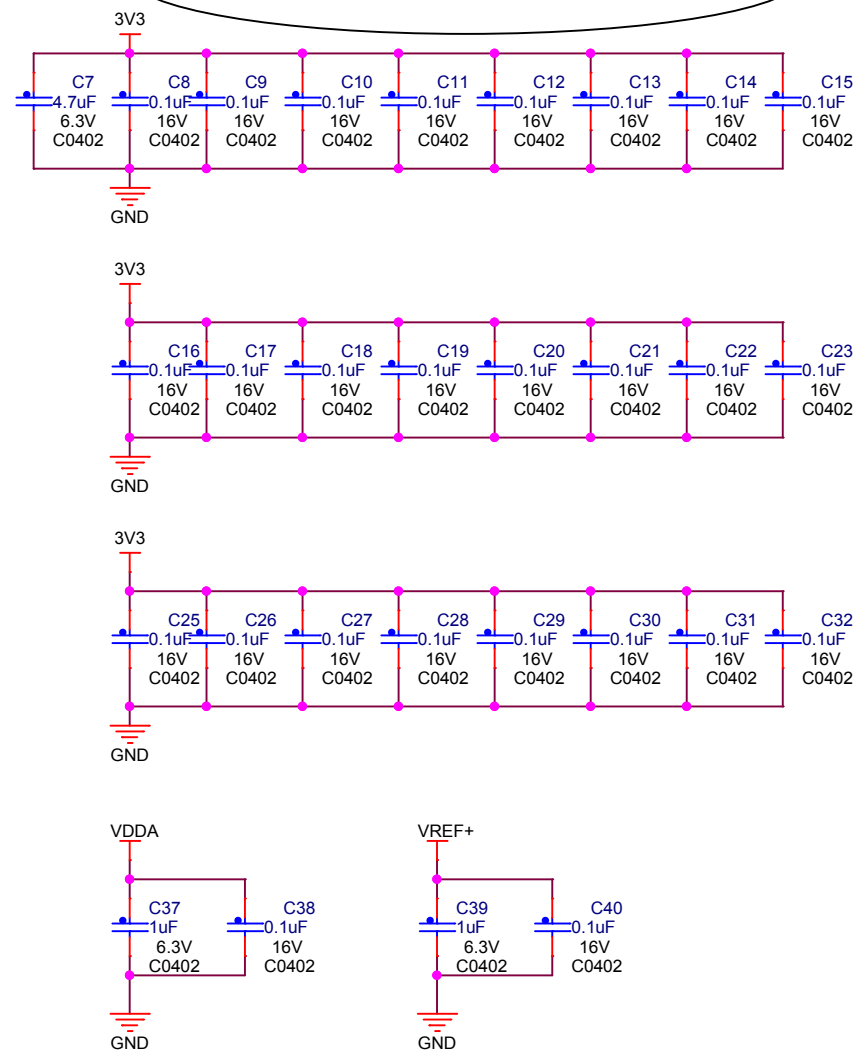 3V3
C7 C8 C9 C10 C11 C12 C13 C14 C15
4.7uF 0.1uF 0.1uF 0.1uF 0.1uF 0.1uF 0.1uF 0.1uF 0.1uF
6.3V 16V 16V 16V 16V 16V 16V 16V 16V
C0402 C0402 C0402 C0402 C0402 C0402 C0402 C0402 C0402
GND
3V3
C16 C17 C18 C19 C20 C21 C22 C23
0.1uF 0.1uF 0.1uF 0.1uF 0.1uF 0.1uF 0.1uF 0.1uF
16V 16V 16V 16V 16V 16V 16V 16V
C0402 C0402 C0402 C0402 C0402 C0402 C0402 C0402
GND
3V3
C25 C26 C27 C28 C29 C30 C31 C32
0.1uF 0.1uF 0.1uF 0.1uF 0.1uF 0.1uF 0.1uF 0.1uF
16V 16V 16V 16V 16V 16V 16V 16V
C0402 C0402 C0402 C0402 C0402 C0402 C0402 C0402
GND
VDDA VREF+
C37 C38 C39 C40
1uF 0.1uF 1uF 0.1uF
6.3V 16V 6.3V 16V
C0402 C0402 C0402 C0402
GND GND